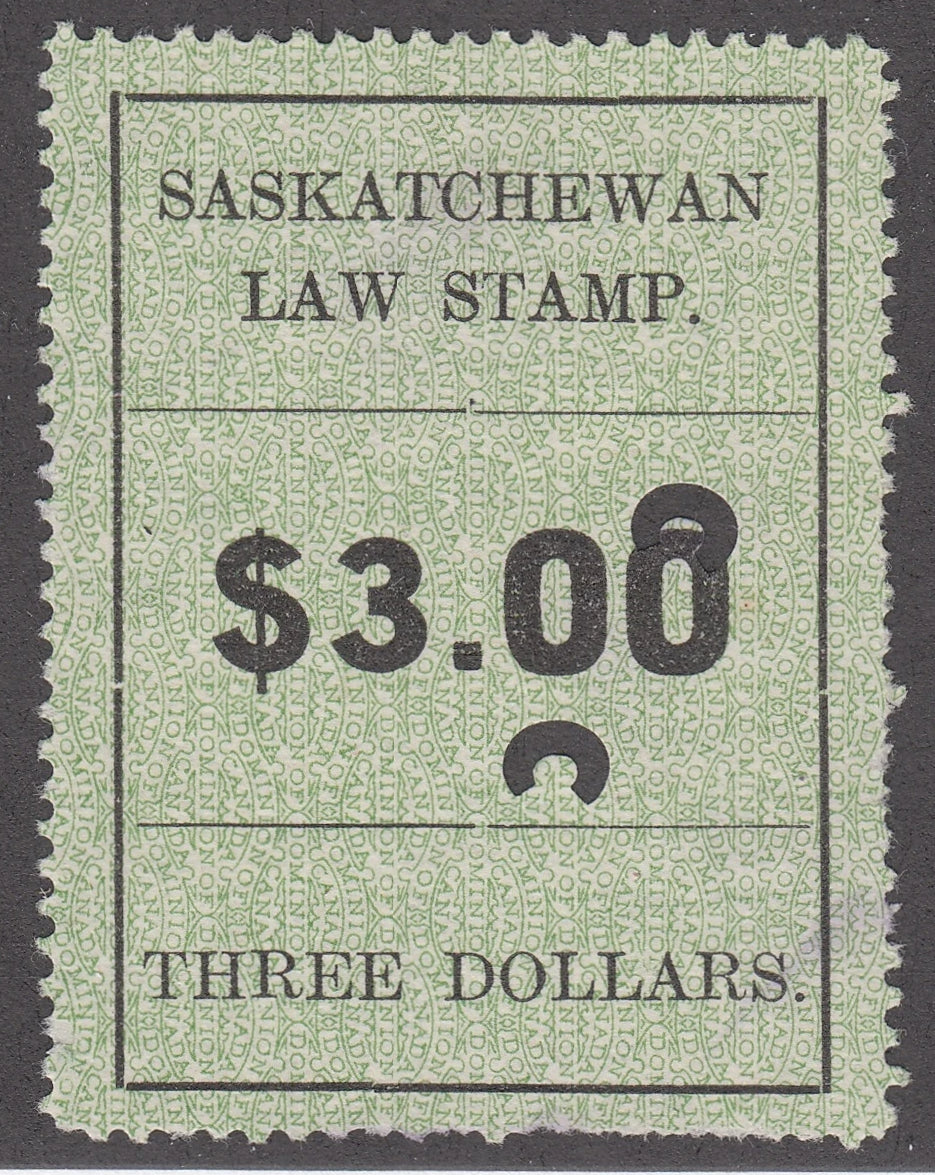 SASKATCHEWAN
LAW STAMP.
$3.00
THREE DOLLARS.